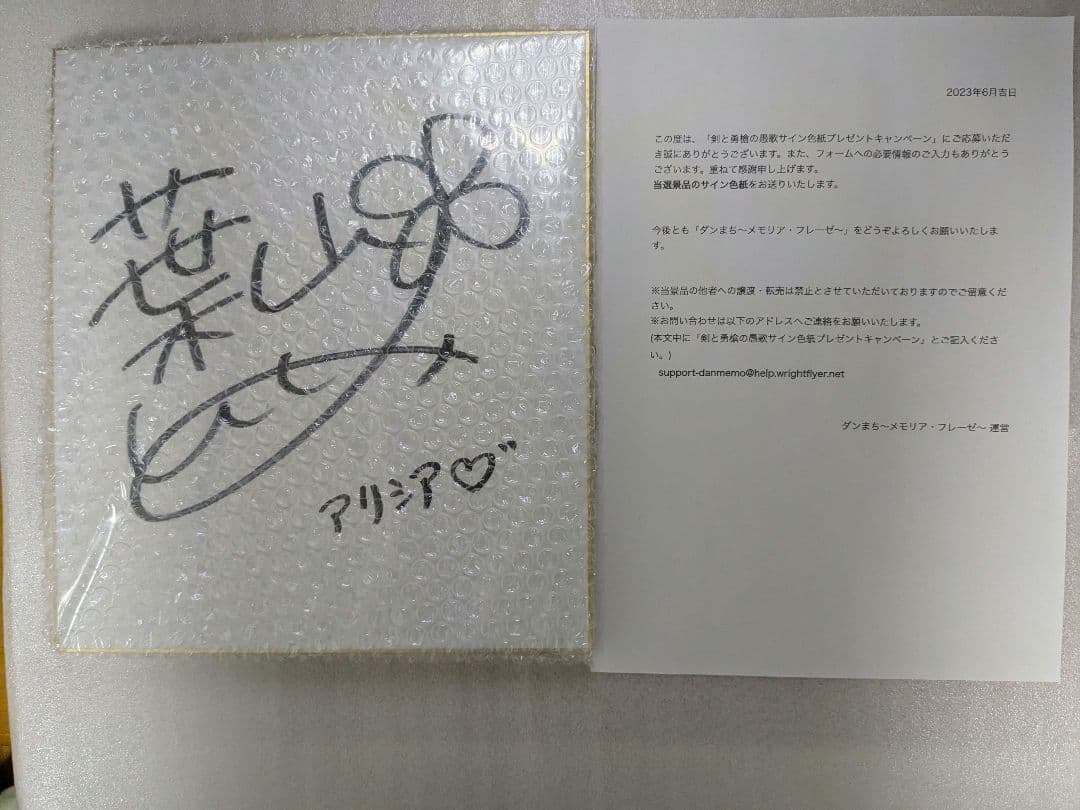 葉山
アリシア♡
2023年6月吉日
この度は、「剣と勇槍の愚歌サイン色紙プレゼントキャンペーン」にご応募いただ
き誠にありがとうございます。また、フォームへの必要情報のご入力もありがとう
ございます。重ねて感謝申し上げます。
当選景品のサイン色紙をお送りいたします。
今後とも「ダンまち〜メモリア・フレーゼ〜」をどうぞよろしくお願いいたしま
す。
※当景品の他者への譲渡・転売は禁止とさせていただいておりますのでご留意くだ
さい。
※お問い合わせは以下のアドレスへご連絡をお願いいたします。
(本文中に「剣と勇槍の愚歌サイン色紙プレゼントキャンペーン」とご記入くださ
い。)
support-danmemo@help.wrightflyer.net
ダンまち〜メモリア・フレーゼ〜 運営